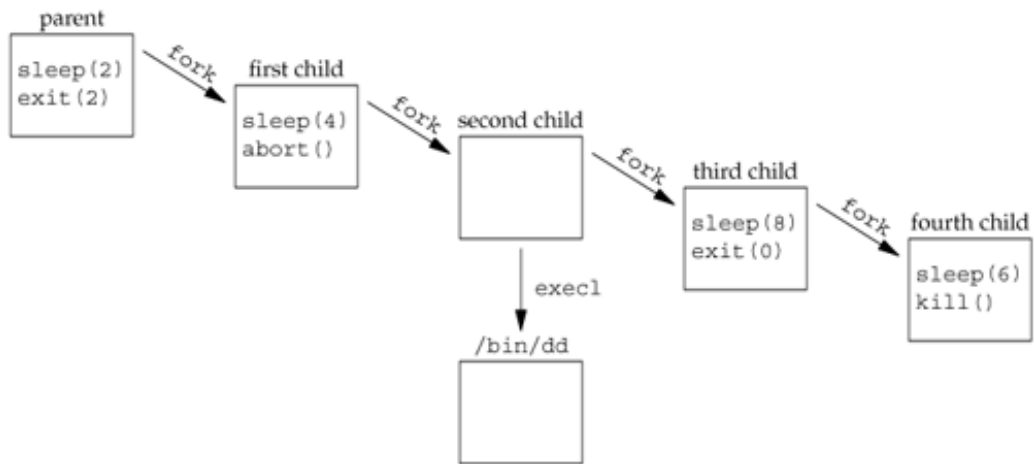 parent
sleep(2)
exit(2)
fork
first child
sleep(4)
abort()
fork
second child
fork
third child
sleep(8)
exit(0)
fork
fourth child
sleep(6)
kill()
execl
/bin/dd